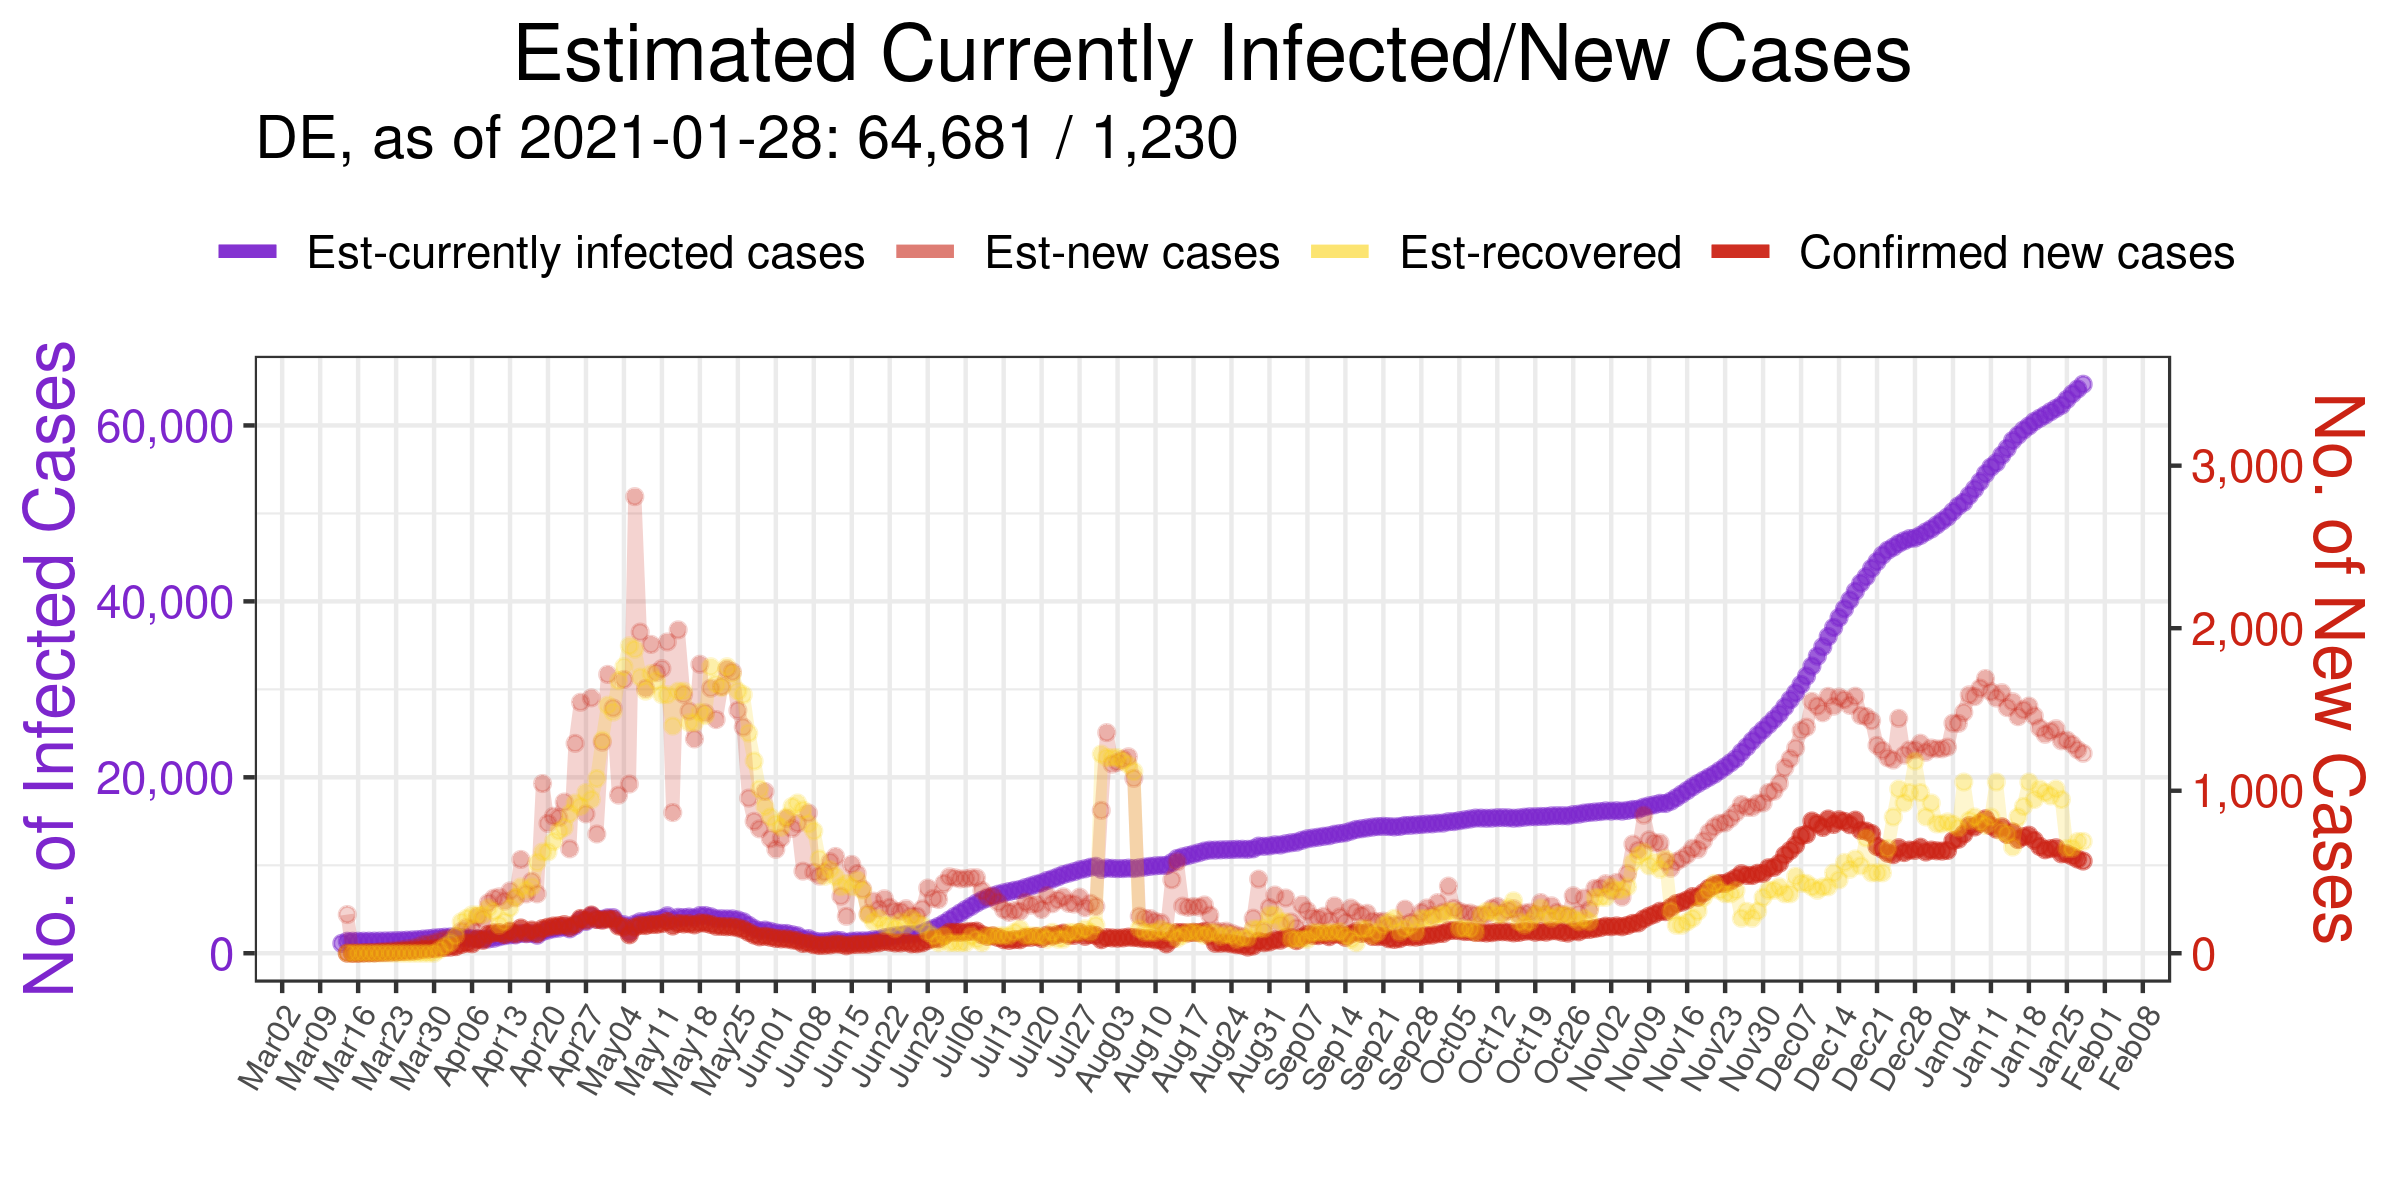 Estimated Currently Infected/New Cases
DE, as of 2021-01-28: 64,681 / 1,230
Est-currently infected cases Est-new cases Est-recovered Confirmed new cases
No. of Infected Cases
60,000
40,000
20,000
0
3,000
2,000
1,000
0
No. of New Cases
Mar02 Mar09 Mar16 Mar23 Mar30 Apr06 Apr13 Apr20 Apr27 May04 May11 May18 May25 Jun01 Jun08 Jun15 Jun22 Jun29 Jul06 Jul13 Jul20 Jul27 Aug03 Aug10 Aug17 Aug24 Aug31 Sep07 Sep14 Sep21 Sep28 Oct05 Oct12 Oct19 Oct26 Nov02 Nov09 Nov16 Nov23 Nov30 Dec07 Dec14 Dec21 Dec28 Jan04 Jan11 Jan18 Jan25 Feb01 Feb08